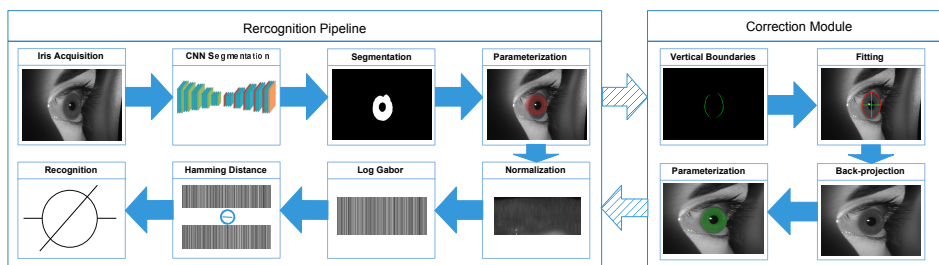 Rercognition Pipeline
Correction Module
Iris Acquisition
CNN Segmentation
Segmentation
Parameterization
Vertical Boundaries
Fitting
Recognition
Hamming Distance
Log Gabor
Normalization
Parameterization
Back-projection